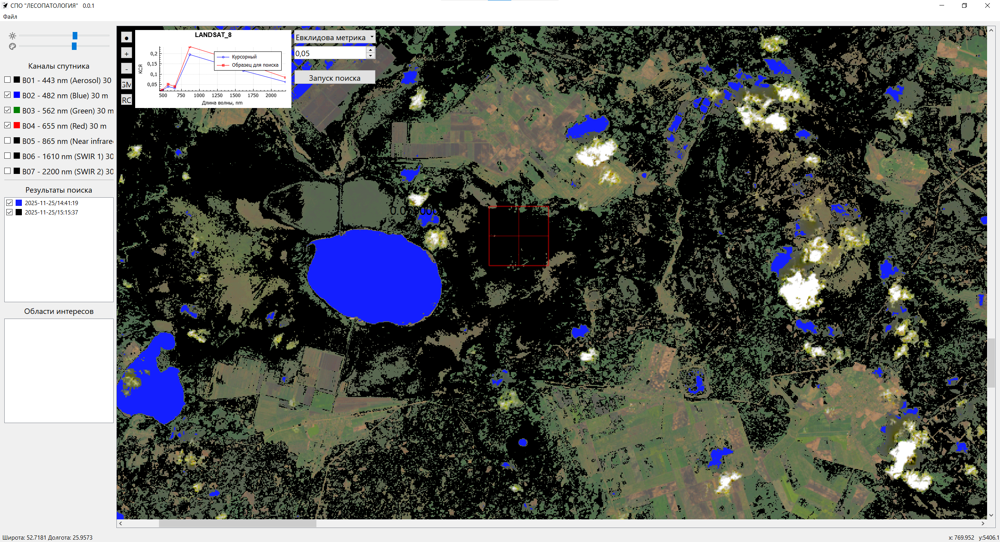 СПО "ЛЕСОПАТОЛОГИЯ" 0.0.1
Файл
Каналы спутника
B01 - 443 nm (Aerosol) 30
B02 - 482 nm (Blue) 30 m
B03 - 562 nm (Green) 30 m
B04 - 655 nm (Red) 30 m
B05 - 865 nm (Near infrare
B06 - 1610 nm (SWIR 1) 30
B07 - 2200 nm (SWIR 2) 30
Результаты поиска
2025-11-25/14:41:19
2025-11-25/15:15:37
Области интересов
+
-
GM
RC
LANDSAT_8
КСЯ
0,2
0,15
0,1
0,05
500 750 1000 1250 1500 1750 2000
Длина волны, nm
Курсорный
Образец для поиска
Евклидова метрика
0,05
Запуск поиска
Широта: 52.7181 Долгота: 25.9573
x: 769.952 y:5406.1